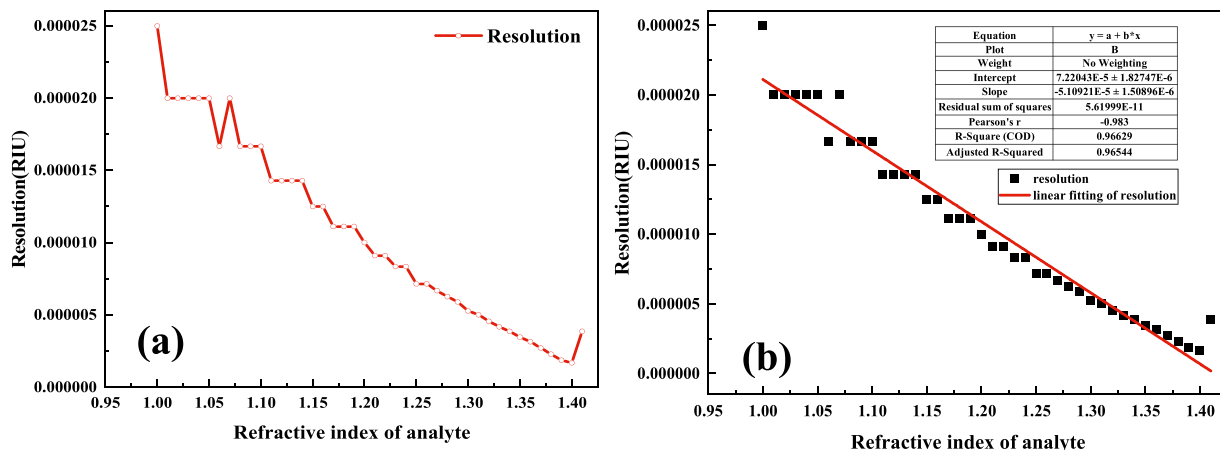 0.000025
0.000020
0.000015
0.000010
0.000005
0.000000
Resolution(RIU)
Resolution
(a)
0.95 1.00 1.05 1.10 1.15 1.20 1.25 1.30 1.35 1.40
Refractive index of analyte
0.000025
0.000020
0.000015
0.000010
0.000005
0.000000
Resolution(RIU)
Equation y = a + b*x
Plot B
Weight No Weighting
Intercept 7.22043E-5 ± 1.82747E-6
Slope -5.10921E-5 ± 1.50896E-6
Residual sum of squares 5.61999E-11
Pearson's r -0.983
R-Square (COD) 0.96629
Adjusted R-Squared 0.96544
resolution
linear fitting of resolution
(b)
0.95 1.00 1.05 1.10 1.15 1.20 1.25 1.30 1.35 1.40
Refractive index of analyte